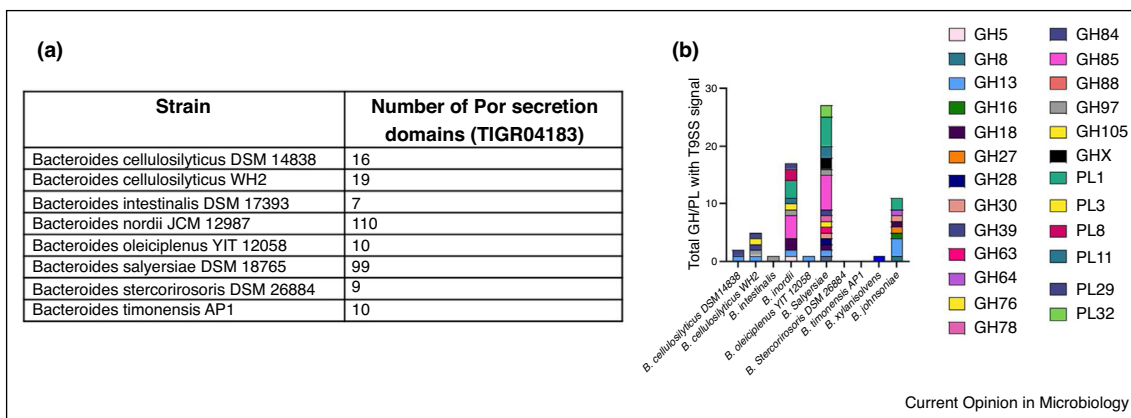 (a)
Strain
Number of Por secretion
domains (TIGR04183)
Bacteroides cellulosilyticus DSM 14838
16
Bacteroides cellulosilyticus WH2
19
Bacteroides intestinalis DSM 17393
7
Bacteroides nordii JCM 12987
110
Bacteroides oleiciplenus YIT 12058
10
Bacteroides salyersiae DSM 18765
99
Bacteroides stercorirosoris DSM 26884
9
Bacteroides timonensis AP1
10
(b)
Total GH/PL with T9SS signal
30
20
10
0
B. cellulosilyticus DSM14838
B. cellulosilyticus WH2
B. intestinalis
B. inordii
B. oleiciplenus YIT 12058
B. Salyersiae
B. Stercorirosoris DSM 26884
B. timonensis AP1
B. xylanisolvens
B. johnsoniae
GH5
GH8
GH13
GH16
GH18
GH27
GH28
GH30
GH39
GH63
GH64
GH76
GH78
GH84
GH85
GH88
GH97
GH105
GHX
PL1
PL3
PL8
PL11
PL29
PL32
Current Opinion in Microbiology